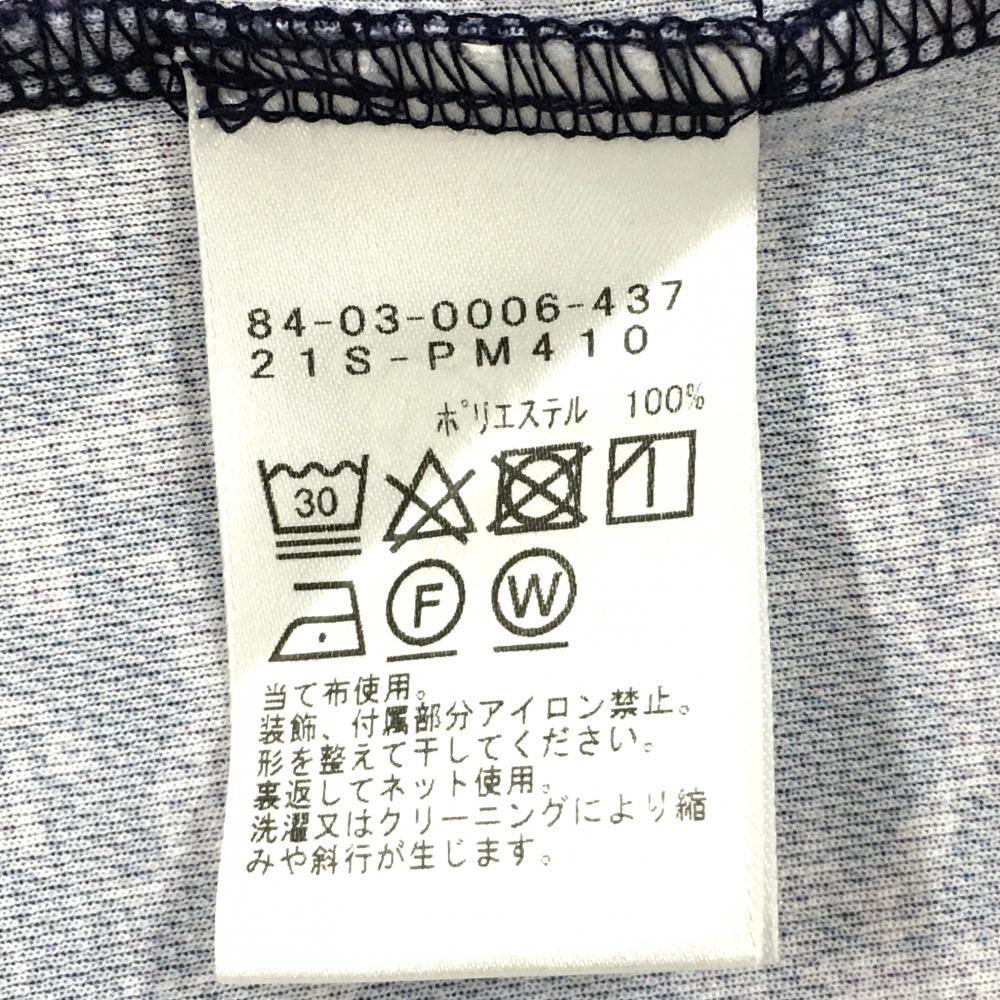 84-03-0006-437
21S-PM410
ポリエステル 100%
30
F W
当て布使用。
装飾、付属部分アイロン禁止。
形を整えて干してください。
裏返してネット使用。
洗濯又はクリーニングにより縮
みや斜行が生じます。